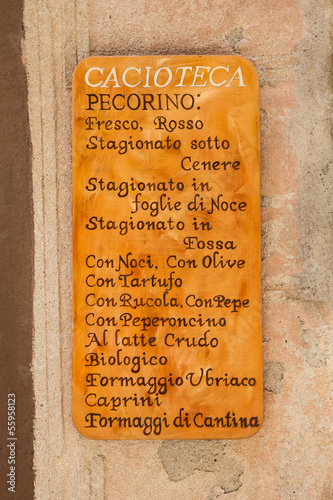 CACIOTECA
PECORINO:
Fresco, Rosso
Stagionato sotto
Cenere
Stagionato in
foglie di Noce
Stagionato in
Fossa
Con Noci, Con Olive
Con Tartufo
Con Rucola, Con Pepe
Con Peperoncino
Al latte Crudo
Biologico
Formaggio Ubriaco
Caprini
Formaggi di Cantina
Adobe Stock | #55958123